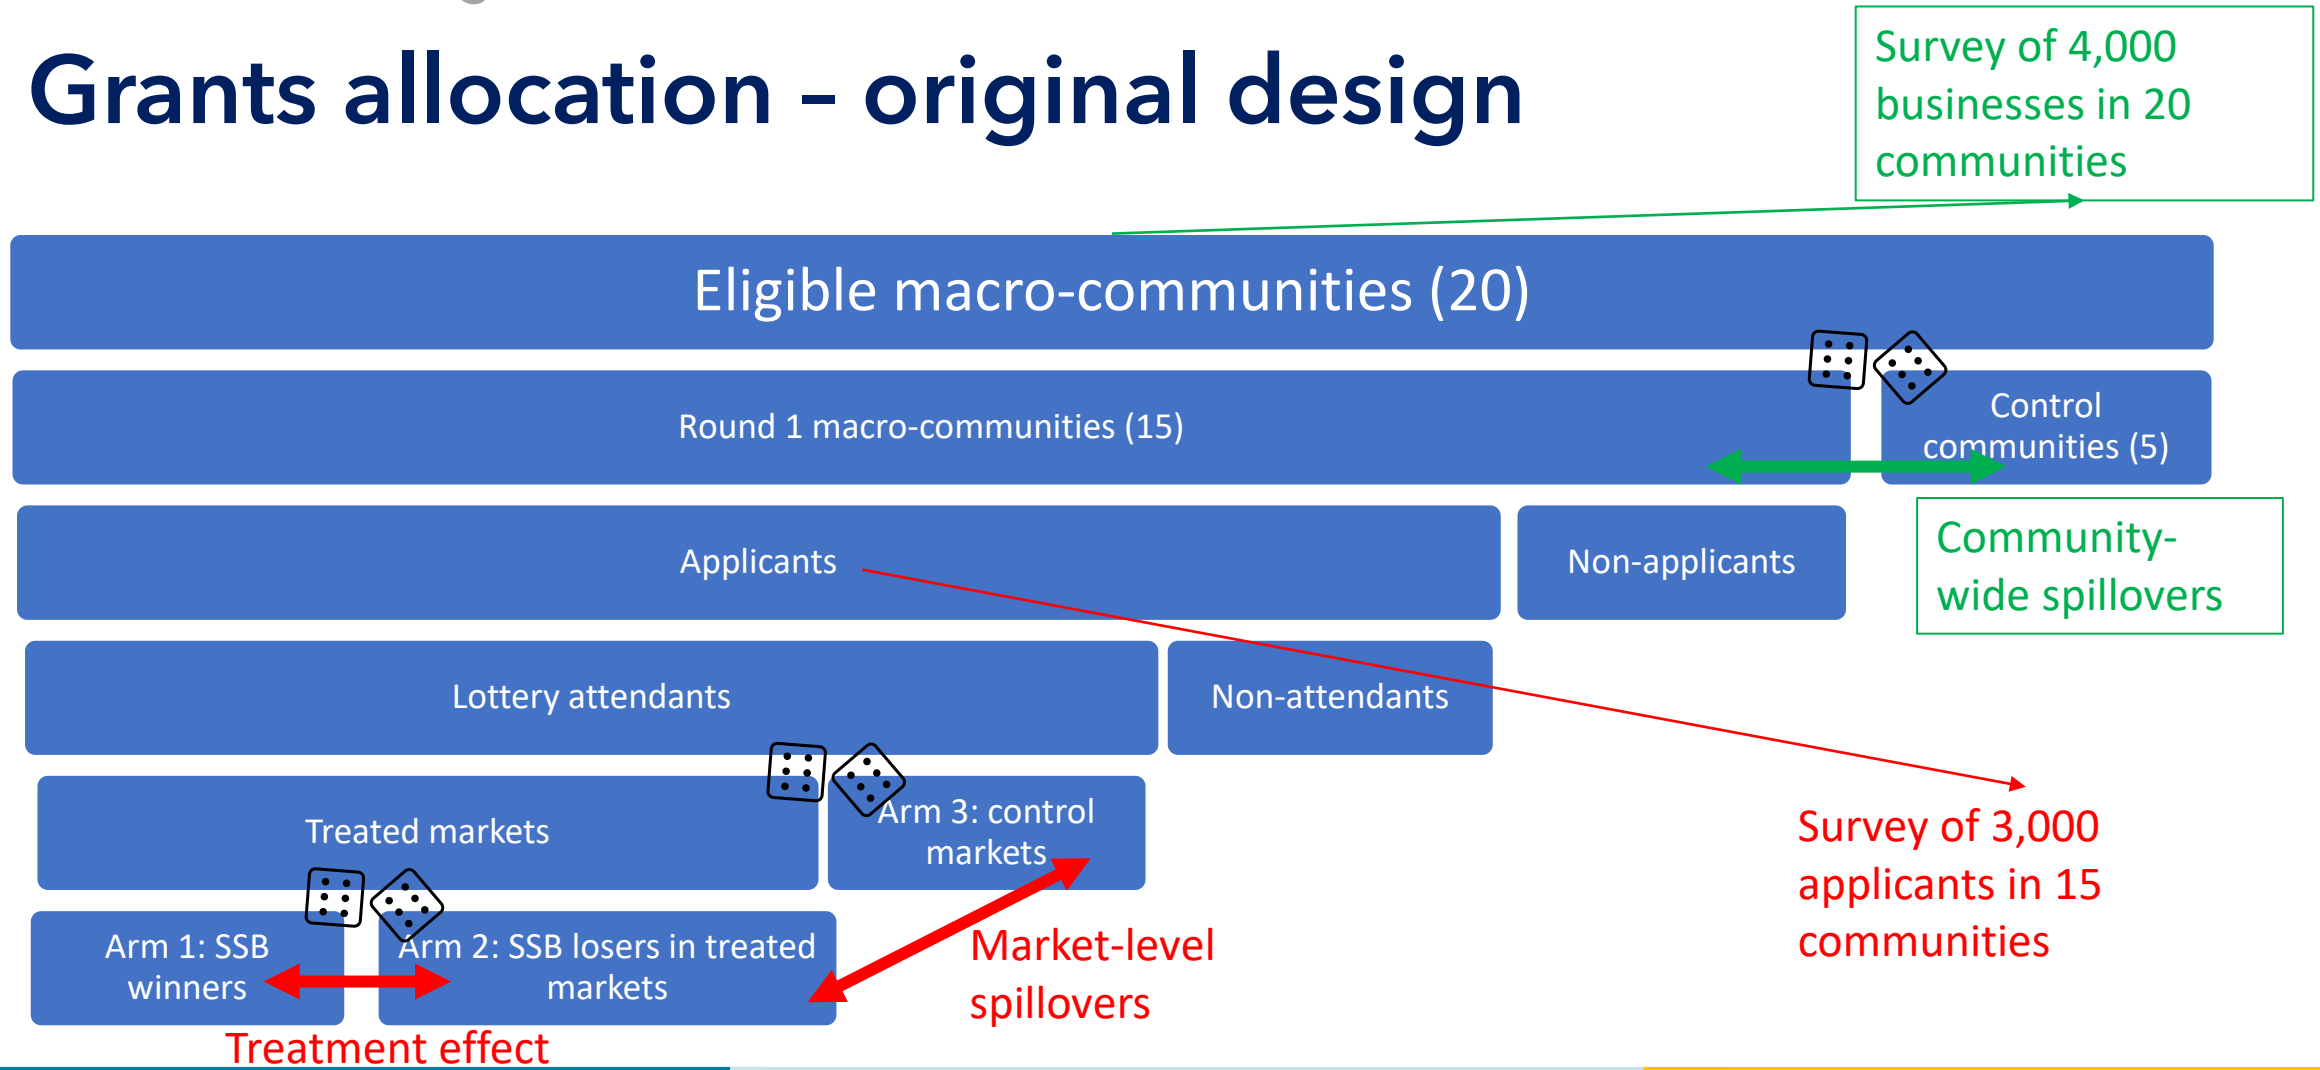 Grants allocation – original design
Survey of 4,000
businesses in 20
communities
Eligible macro-communities (20)
Round 1 macro-communities (15)
Control
communities (5)
Applicants
Non-applicants
Community-
wide spillovers
Lottery attendants
Non-attendants
Treated markets
Arm 3: control
markets
Survey of 3,000
applicants in 15
communities
Arm 1: SSB
winners
Arm 2: SSB losers in treated
markets
Market-level
spillovers
Treatment effect